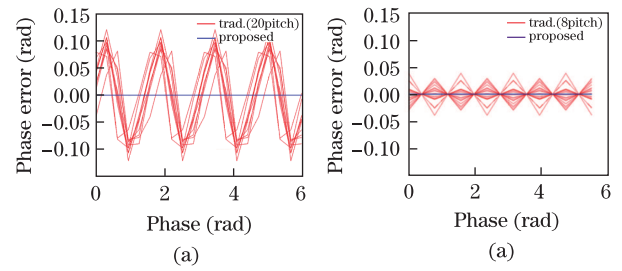 (a)
0.15
0.10
0.05
0.00
-0.05
-0.10
Phase error (rad)
trad.(20pitch)
proposed
0 2 4 6
Phase (rad)
(a)
0.15
0.10
0.05
0.00
-0.05
-0.10
Phase error (rad)
trad.(8pitch)
proposed
0 2 4 6
Phase (rad)
(a)